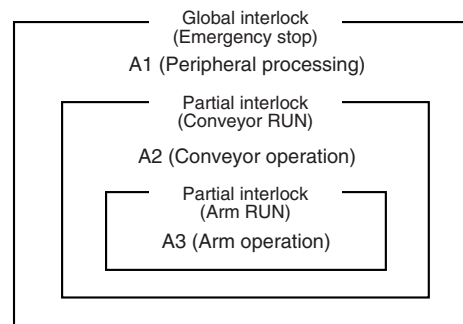 Global interlock
(Emergency stop)
A1 (Peripheral processing)
Partial interlock
(Conveyor RUN)
A2 (Conveyor operation)
Partial interlock
(Arm RUN)
A3 (Arm operation)